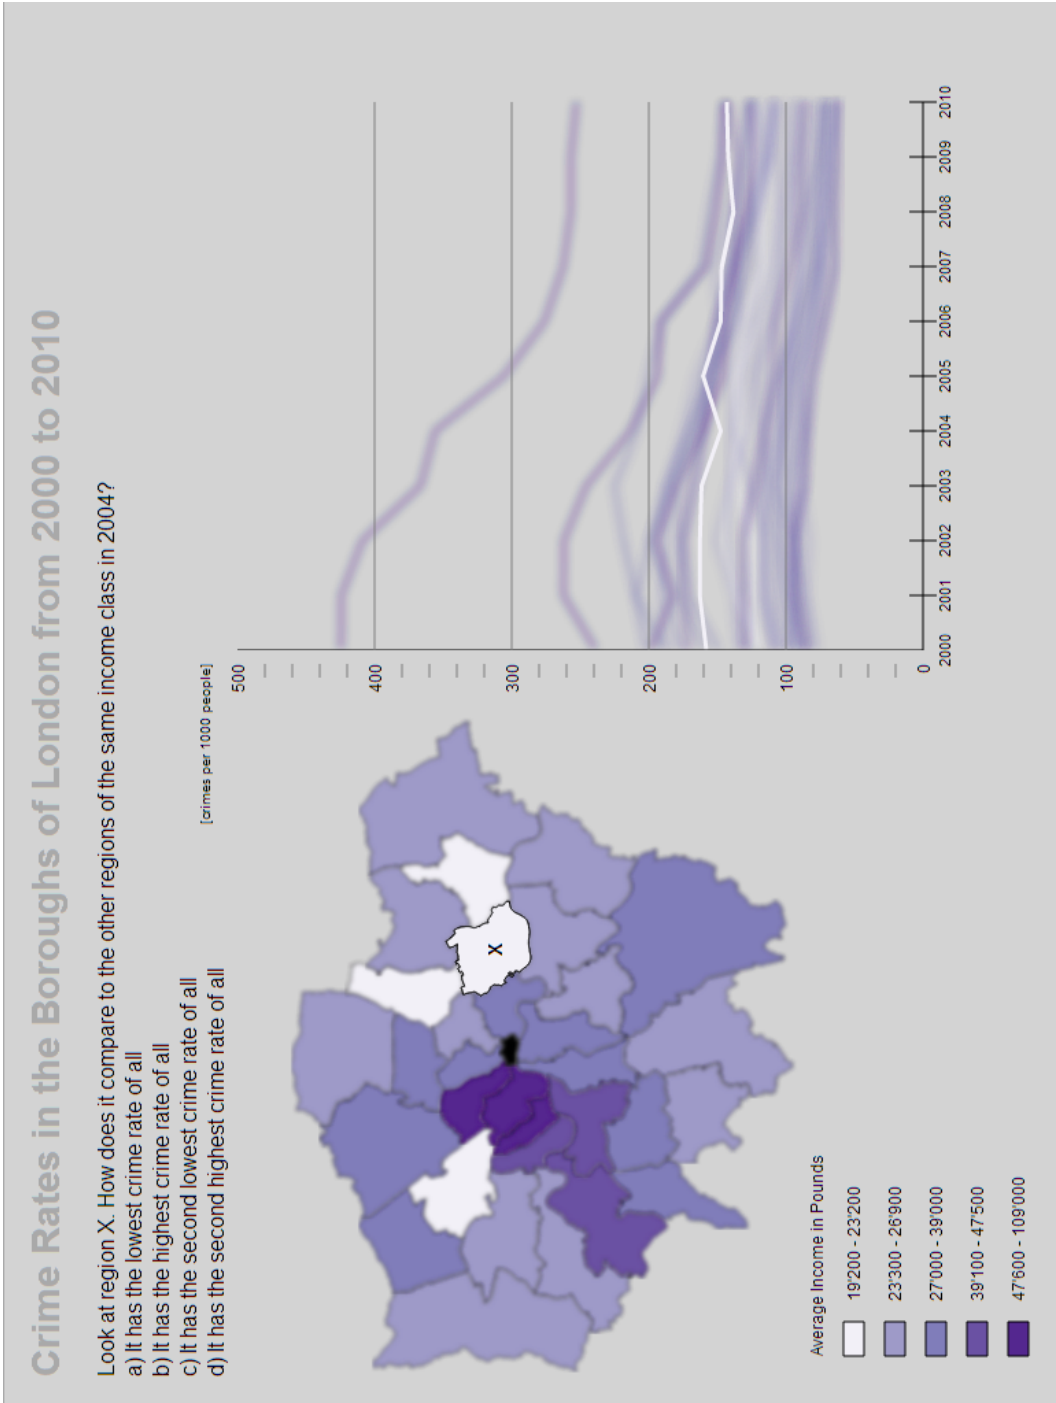 Crime Rates in the Boroughs of London from 2000 to 2010
Look at region X. How does it compare to the other regions of the same income class in 2004?
a) It has the lowest crime rate of all
b) It has the highest crime rate of all
c) It has the second lowest crime rate of all
d) It has the second highest crime rate of all
X
Average Income in Pounds
19'200 - 23'200
23'300 - 26'900
27'000 - 39'000
39'100 - 47'500
47'600 - 109'000
[crimes per 1000 people]
500
400
300
200
100
0
2000 2001 2002 2003 2004 2005 2006 2007 2008 2009 2010